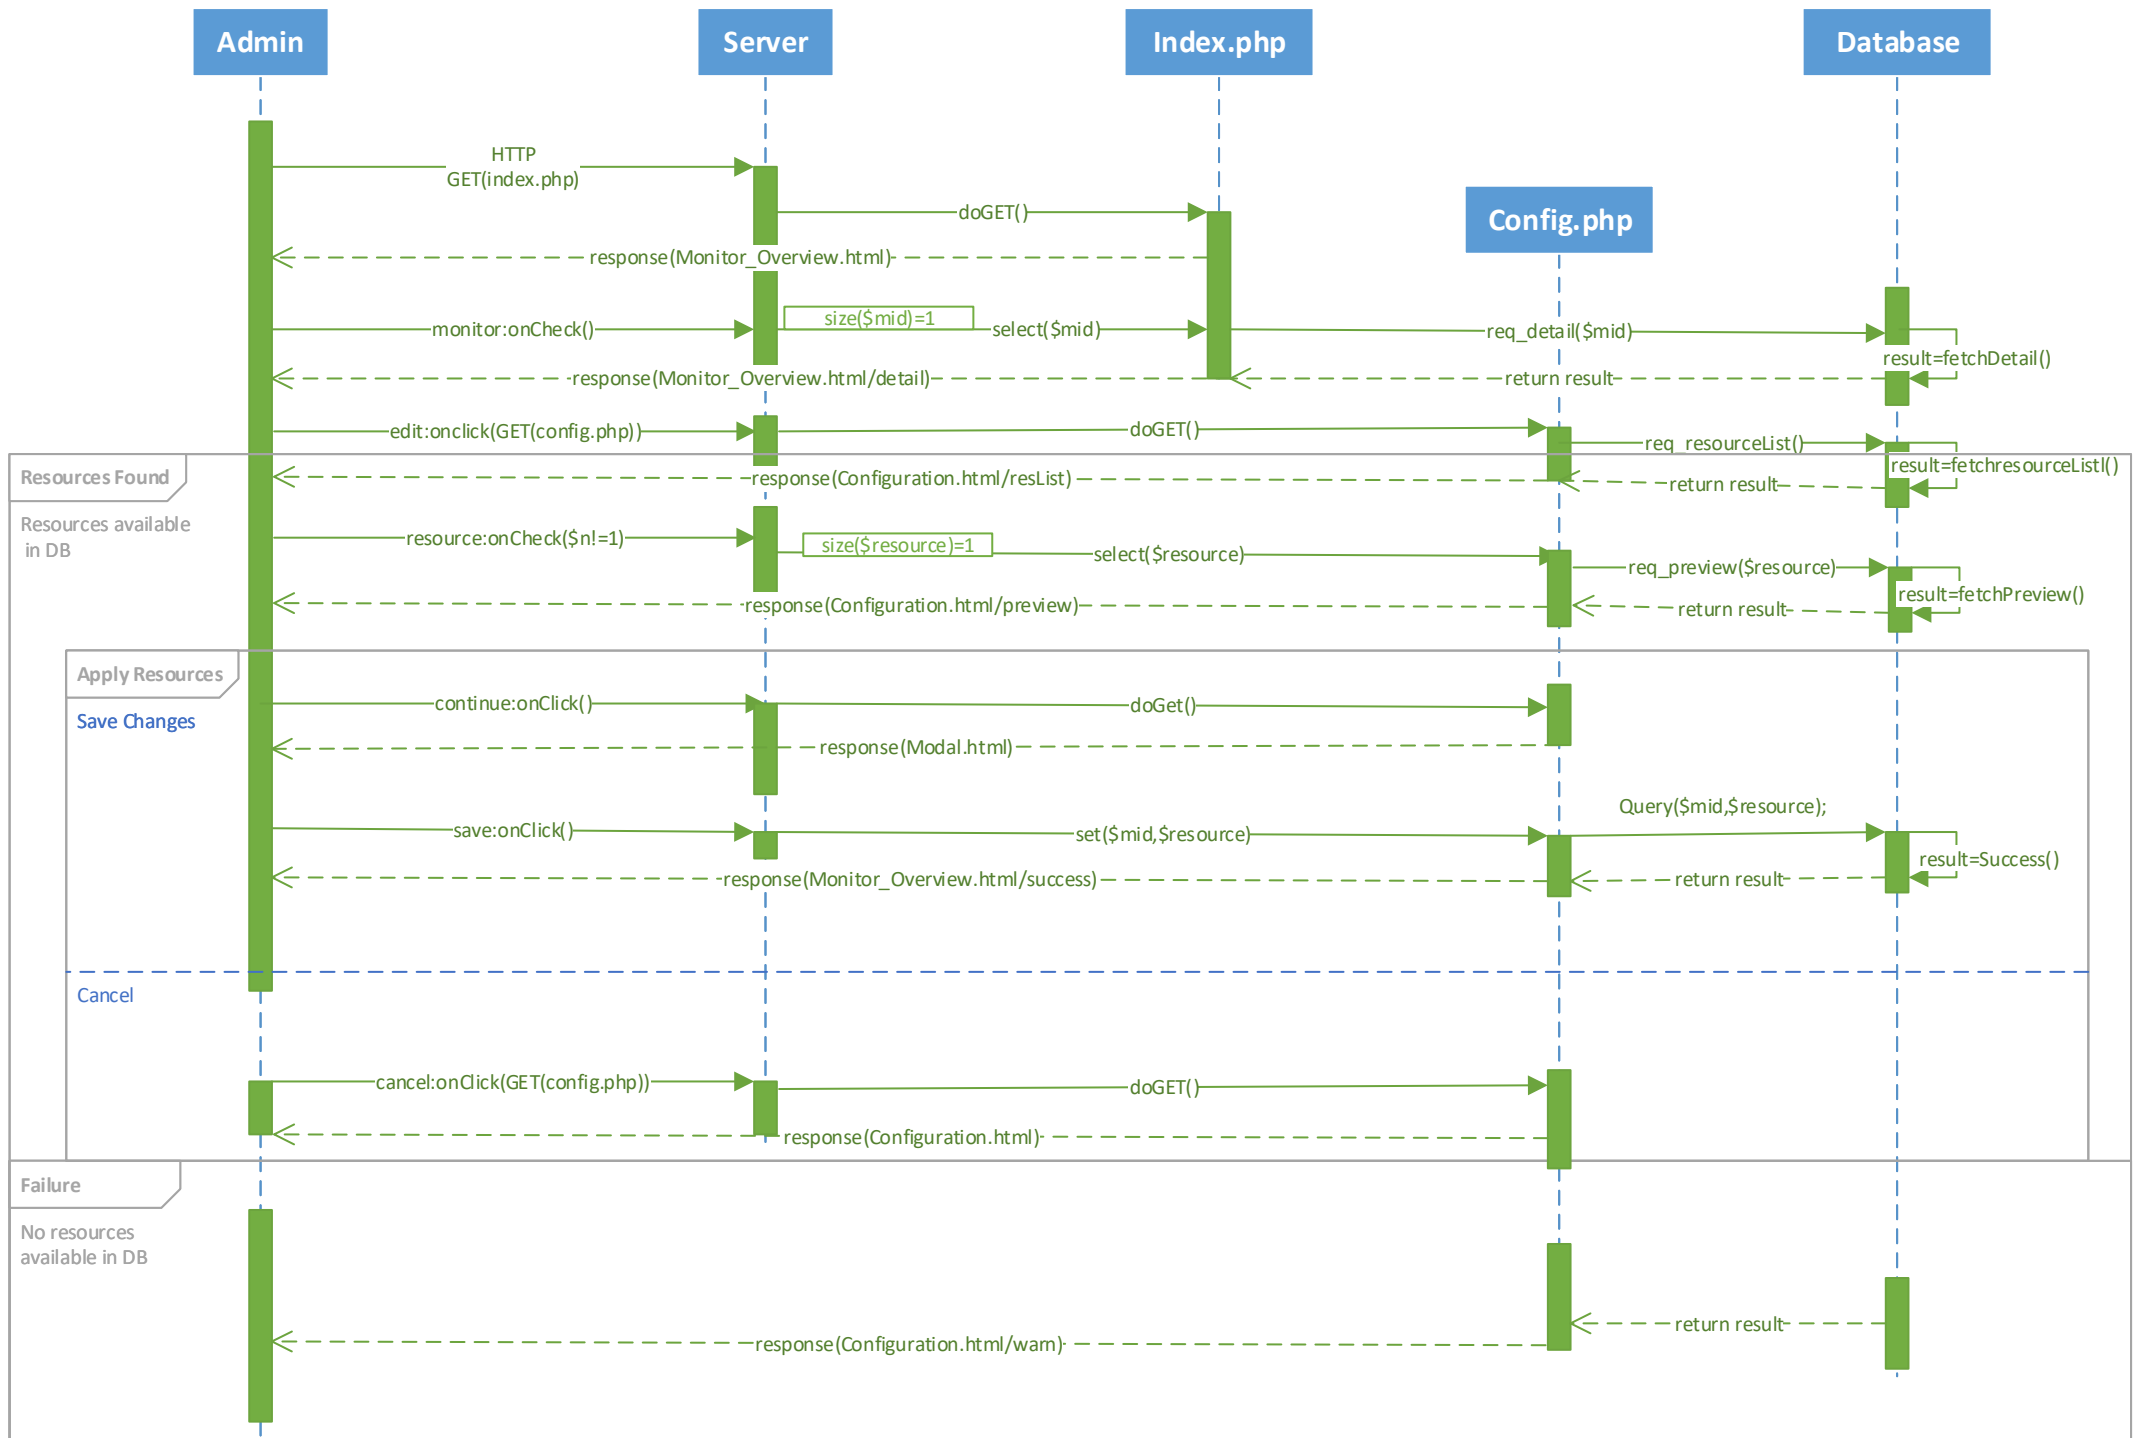 Admin
Server
Index.php
Database
HTTP
GET(index.php)
doGET()
Config.php
response(Monitor_Overview.html)
size($mid)=1
monitor:onCheck()
select($mid)
req_detail($mid)
result=fetchDetail()
response(Monitor_Overview.html/detail)
return result
edit:onclick(GET(config.php))
doGET()
req_resourceList()
Resources Found
response(Configuration.html/resList)
result=fetchresourceListl()
return result
Resources available
in DB
resource:onCheck($n!=1)
size($resource)=1
select($resource)
req_preview($resource)
result=fetchPreview()
response(Configuration.html/preview)
return result
Apply Resources
Save Changes
continue:onClick()
doGet()
response(Modal.html)
Query($mid,$resource);
save:onClick()
set($mid,$resource)
result=Success()
response(Monitor_Overview.html/success)
return result
Cancel
cancel:onClick(GET(config.php))
doGET()
response(Configuration.html)
Failure
No resources
available in DB
return result
response(Configuration.html/warn)